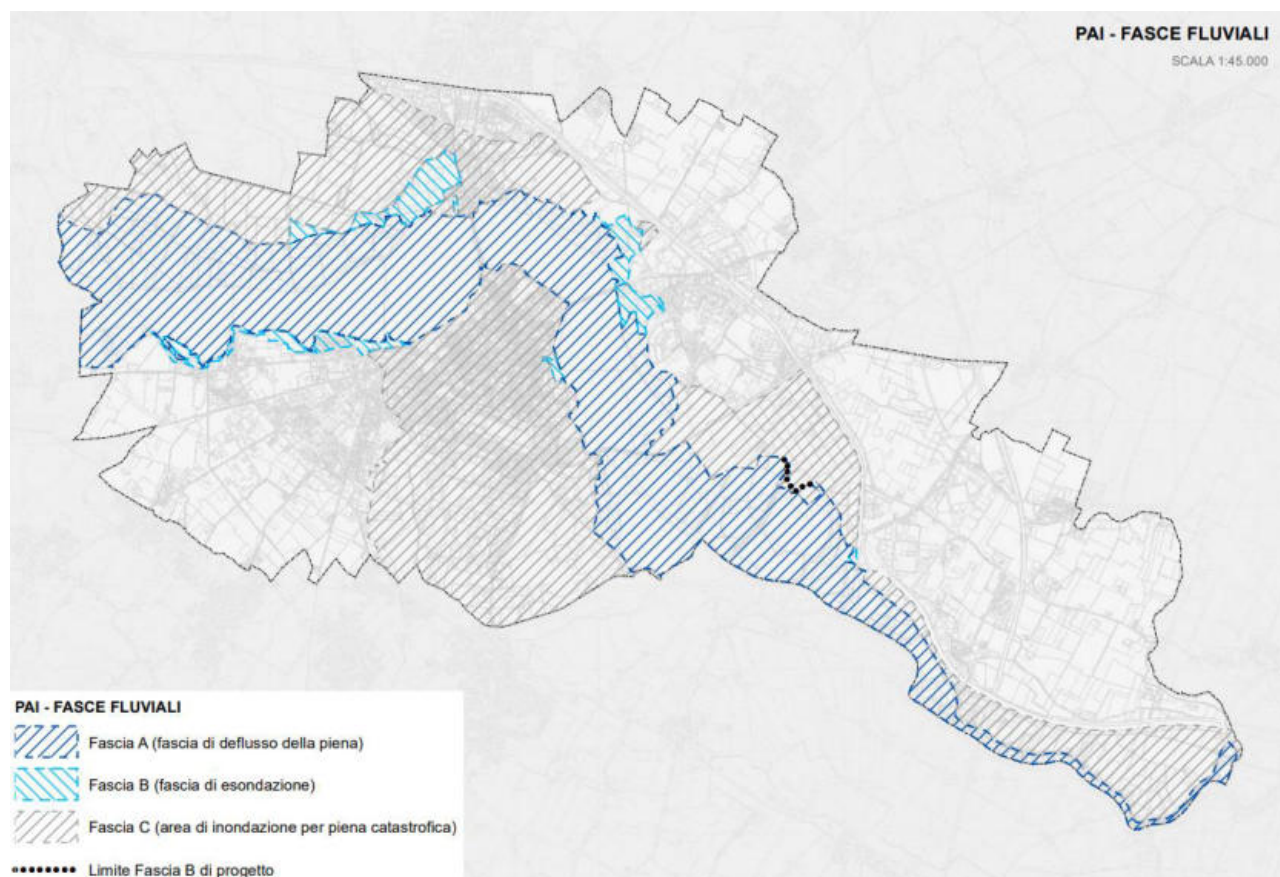 PAI - FASCE FLUVIALI
SCALA 1:45.000
PAI - FASCE FLUVIALI
Fascia A (fascia di deflusso della piena)
Fascia B (fascia di esondazione)
Fascia C (area di inondazione per piena catastrofica)
Limite Fascia B di progetto